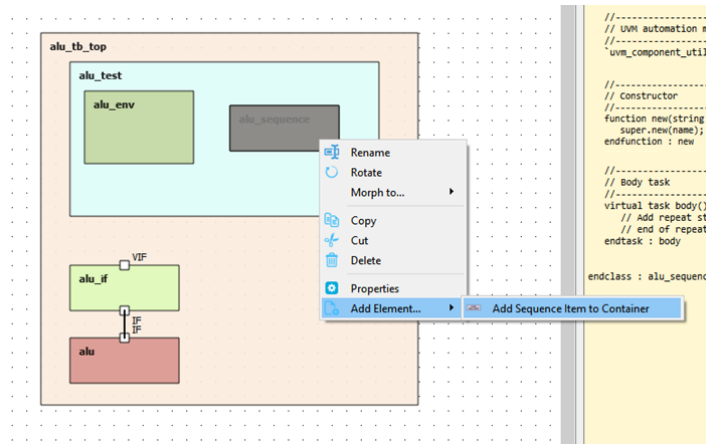 alu_tb_top
alu_test
alu_env
alu_sequence
Rename
Rotate
Morph to...
Copy
Cut
Delete
Properties
Add Element...
Add Sequence Item to Container
VIF
alu_if
IF
IF
alu
//--------------------
// UVM automation m
//--------------------
`uvm_component_util
//--------------------
// Constructor
//--------------------
function new(string
super.new(name);
endfunction : new
//--------------------
// Body task
//--------------------
virtual task body()
// Add repeat st
// end of repeat
endtask : body
endclass : alu_sequenc